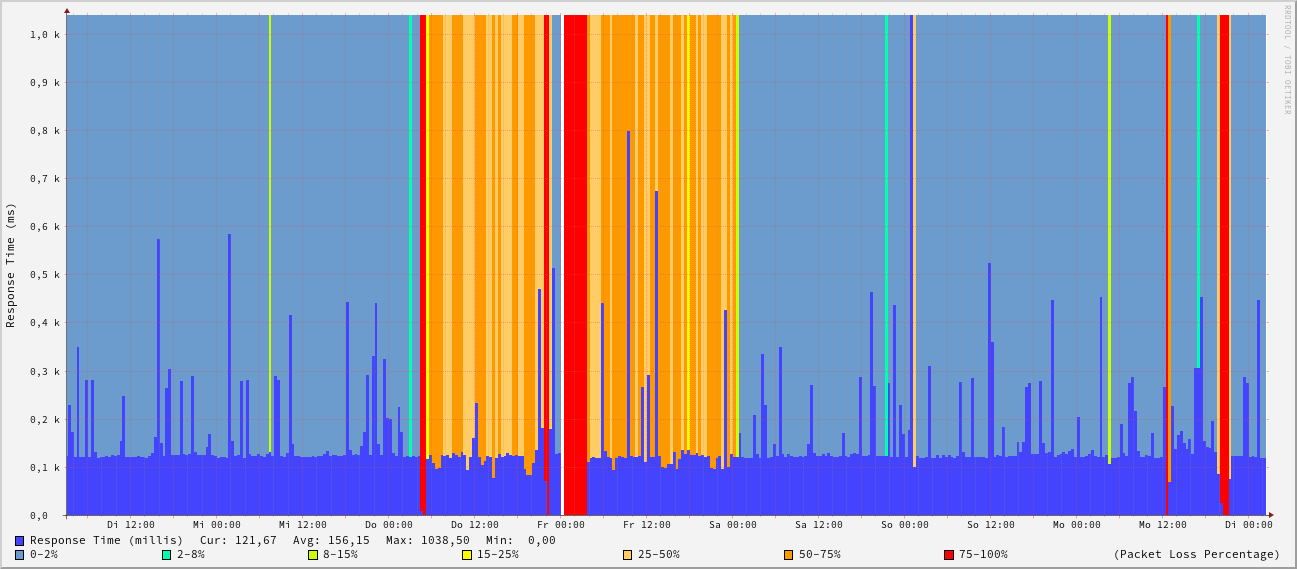 RRDTOOL / TOBI OETIKER
Response Time (ms)
1,0 k
0,9 k
0,8 k
0,7 k
0,6 k
0,5 k
0,4 k
0,3 k
0,2 k
0,1 k
0,0
Di 12:00 Mi 00:00 Mi 12:00 Do 00:00 Do 12:00 Fr 00:00 Fr 12:00 Sa 00:00 Sa 12:00 So 00:00 So 12:00 Mo 00:00 Mo 12:00 Di 00:00
Response Time (millis) Cur: 121,67 Avg: 156,15 Max: 1038,50 Min: 0,00
0-2% 2-8% 8-15% 15-25% 25-50% 50-75% 75-100% (Packet Loss Percentage)